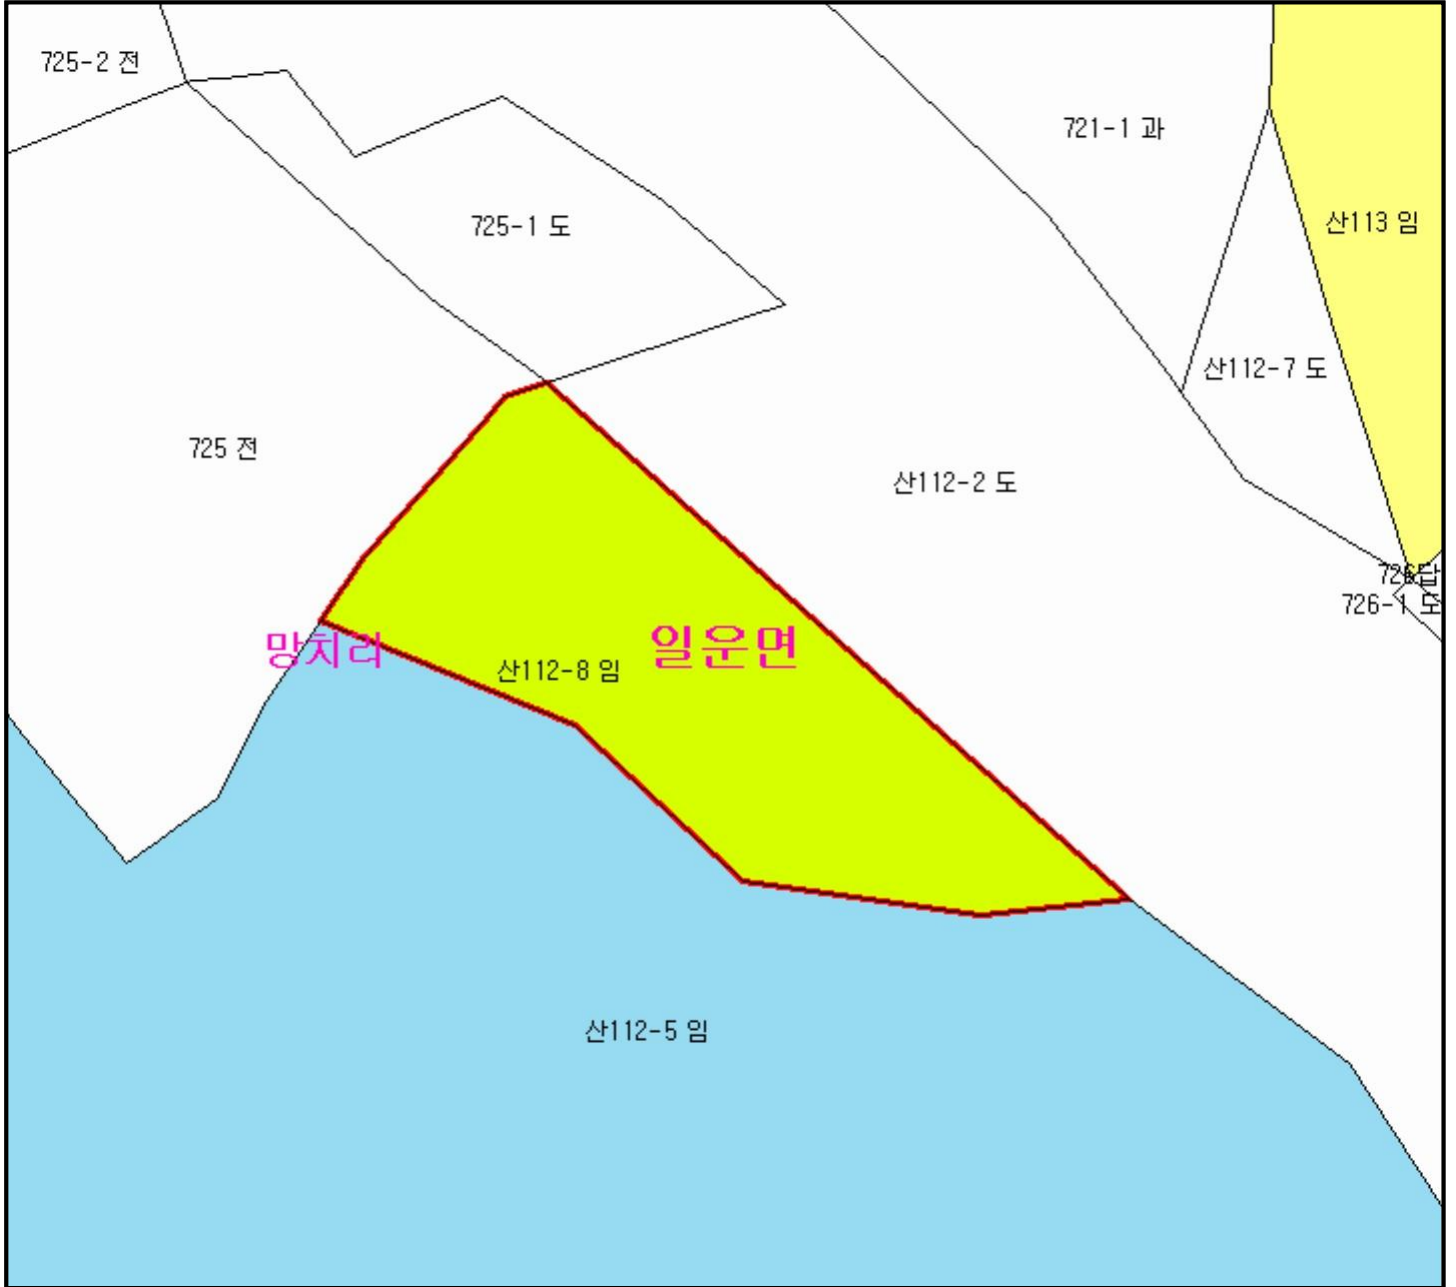 725-2 전
721-1 과
725-1 도
산113 임
산112-7 도
725 전
산112-2 도
726 답
726-1 도
망치리
일운면
산112-8 임
산112-5 임